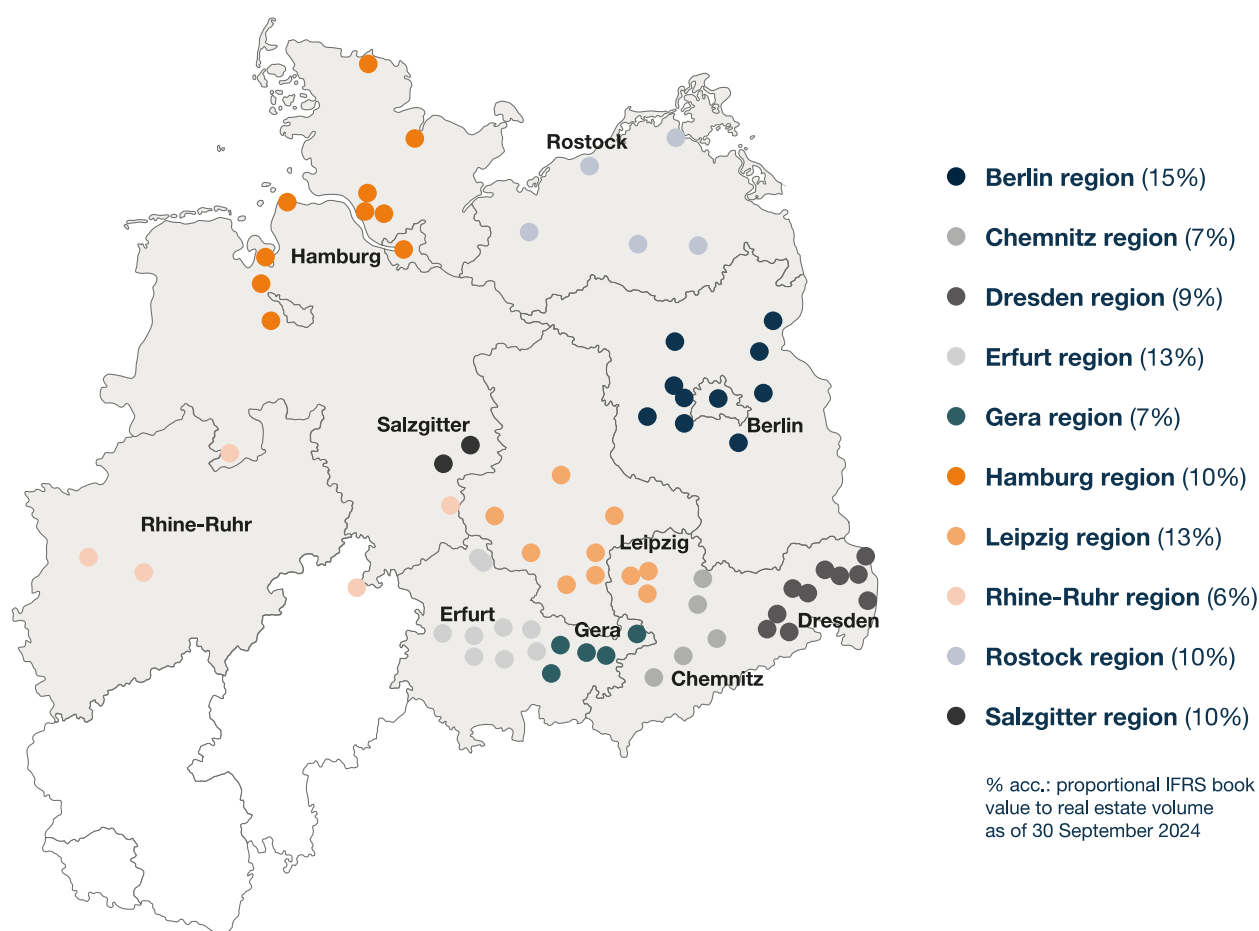 Rostock
Hamburg
Salzgitter
Berlin
Rhine-Ruhr
Leipzig
Erfurt
Gera
Dresden
Chemnitz
Berlin region (15%)
Chemnitz region (7%)
Dresden region (9%)
Erfurt region (13%)
Gera region (7%)
Hamburg region (10%)
Leipzig region (13%)
Rhine-Ruhr region (6%)
Rostock region (10%)
Salzgitter region (10%)
% acc.: proportional IFRS book
value to real estate volume
as of 30 September 2024